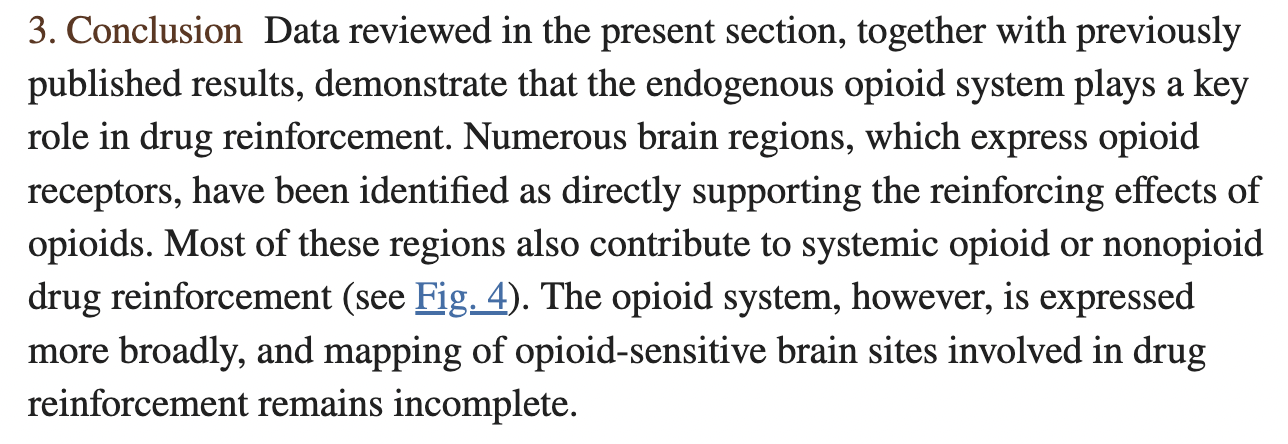 3. Conclusion  Data reviewed in the present section, together with previously
published results, demonstrate that the endogenous opioid system plays a key
role in drug reinforcement. Numerous brain regions, which express opioid
receptors, have been identified as directly supporting the reinforcing effects of
opioids. Most of these regions also contribute to systemic opioid or nonopioid
drug reinforcement (see Fig. 4). The opioid system, however, is expressed
more broadly, and mapping of opioid-sensitive brain sites involved in drug
reinforcement remains incomplete.